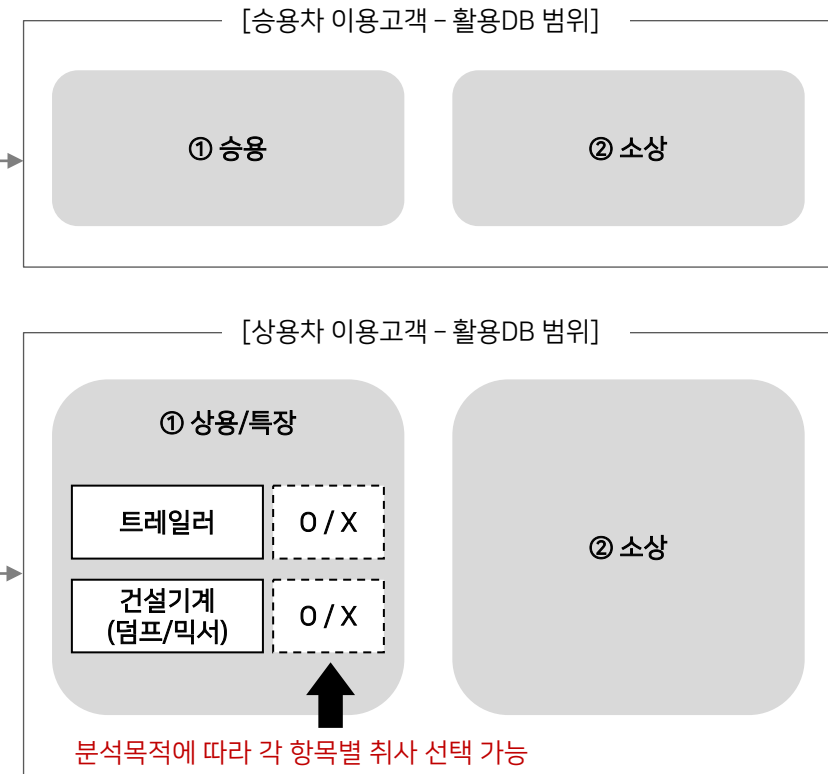 [승용차 이용고객 – 활용DB 범위]
① 승용
② 소상
[상용차 이용고객 – 활용DB 범위]
① 상용/특장
트레일러
O / X
건설기계
(덤프/믹서)
O / X
② 소상
분석목적에 따라 각 항목별 취사 선택 가능